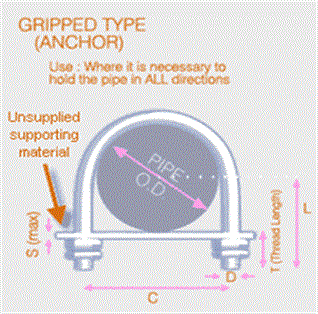 GRIPPED TYPE
(ANCHOR)
Use : Where it is necessary to
hold the pipe in ALL directions
Unsupplied
supporting
material
PIPE
O.D
L
T (Thread Length)
S (max)
D
C